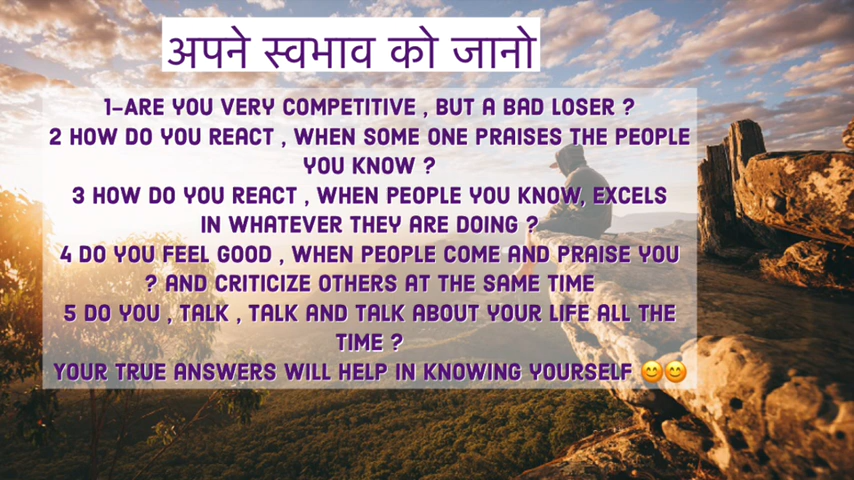 अपने स्वभाव को जानो
1-ARE YOU VERY COMPETITIVE , BUT A BAD LOSER ?
2 HOW DO YOU REACT , WHEN SOME ONE PRAISES THE PEOPLE
YOU KNOW ?
3 HOW DO YOU REACT , WHEN PEOPLE YOU KNOW, EXCELS
IN WHATEVER THEY ARE DOING ?
4 DO YOU FEEL GOOD , WHEN PEOPLE COME AND PRAISE YOU
? AND CRITICIZE OTHERS AT THE SAME TIME
5 DO YOU , TALK , TALK AND TALK ABOUT YOUR LIFE ALL THE
TIME ?
YOUR TRUE ANSWERS WILL HELP IN KNOWING YOURSELF 😊😊